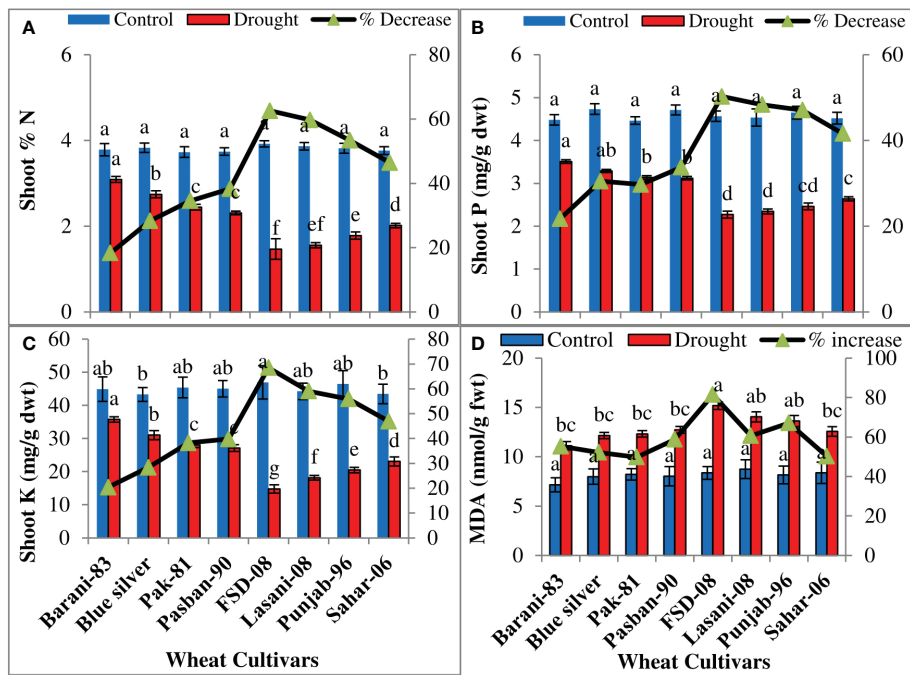 A
Control Drought % Decrease
Shoot % N
6
4
2
0
80
60
40
20
0
a a a a a a a a
a b c c f ef e d
B
Control Drought % Decrease
Shoot P (mg/g dwt)
6
5
4
3
2
1
0
60
40
20
0
a a a a a a a a
a ab b b d d cd c
C
Shoot K (mg/g dwt)
60
50
40
30
20
10
0
80
70
60
50
40
30
20
10
0
ab b ab ab a ab ab b
a b c c g f e d
Barani-83
Blue silver
Pak-81
Pasban-90
FSD-08
Lasani-08
Punjab-96
Sahar-06
Wheat Cultivars
D
Control Drought % increase
MDA (nmol/g fwt)
20
15
10
5
0
100
80
60
40
20
0
bc bc bc bc a ab ab bc
a a a a a a a a
Barani-83
Blue silver
Pak-81
Pasban-90
FSD-08
Lasani-08
Punjab-96
Sahar-06
Wheat Cultivars